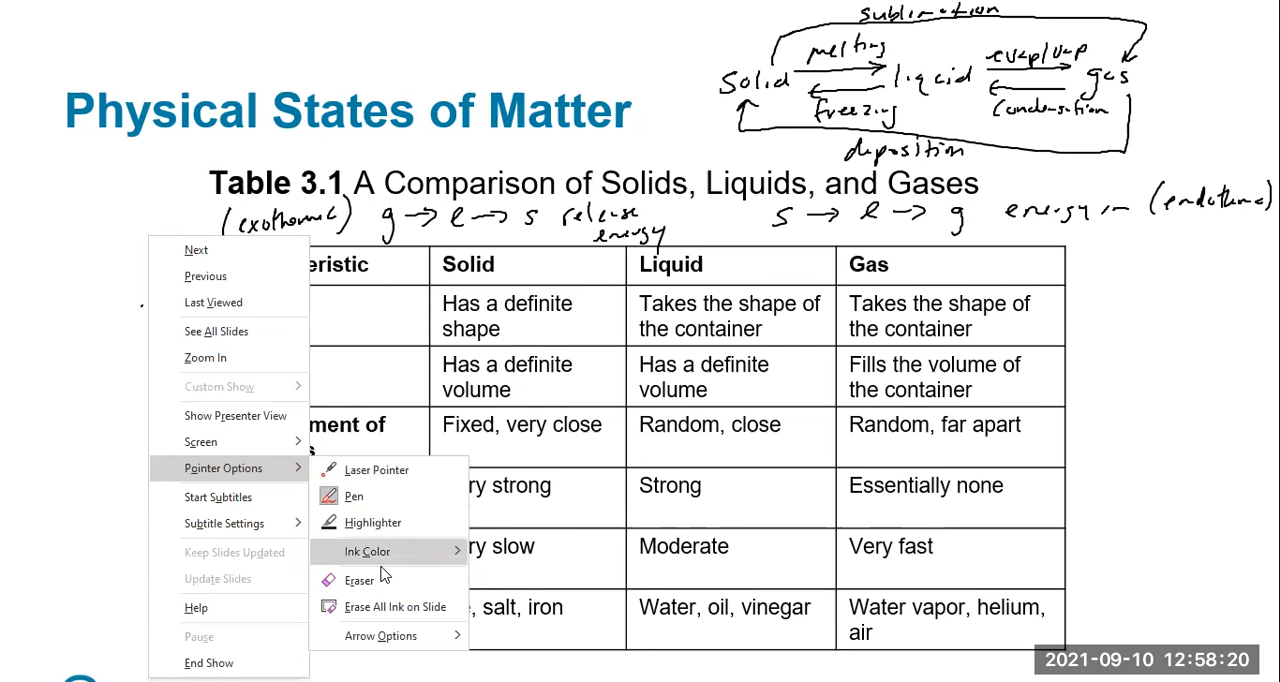 sublimation
melting
evap/vap
Solid
liquid
gas
freezing
Condensation
deposition
Physical States of Matter
Table 3.1 A Comparison of Solids, Liquids, and Gases
(exothermic) g → l → s release
energy
s → l → g energy in (endothermic)
eristic Solid Liquid Gas
Has a definite shape
Takes the shape of the container
Takes the shape of the container
Has a definite volume
Has a definite volume
Fills the volume of the container
ment of Fixed, very close Random, close Random, far apart
s
ry strong Strong Essentially none
ry slow Moderate Very fast
, salt, iron Water, oil, vinegar Water vapor, helium, air
Next
Previous
Last Viewed
See All Slides
Zoom In
Custom Show
Show Presenter View
Screen
Pointer Options
Start Subtitles
Subtitle Settings
Keep Slides Updated
Update Slides
Help
Pause
End Show
Laser Pointer
Pen
Highlighter
Ink Color
Eraser
Erase All Ink on Slide
Arrow Options
2021-09-10 12:58:20